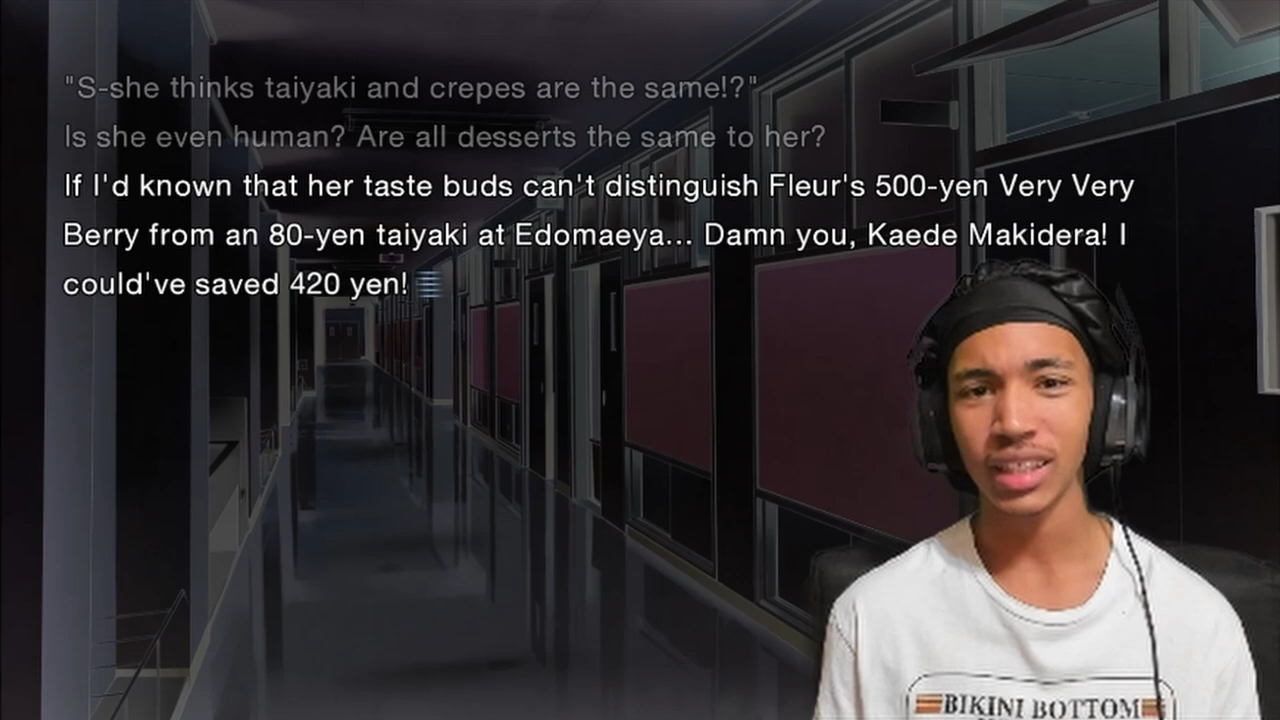 "S-she thinks taiyaki and crepes are the same!?"
Is she even human? Are all desserts the same to her?
If I'd known that her taste buds can't distinguish Fleur's 500-yen Very Very
Berry from an 80-yen taiyaki at Edomaeya... Damn you, Kaede Makidera! I
could've saved 420 yen!
BIKINI BOTTOM